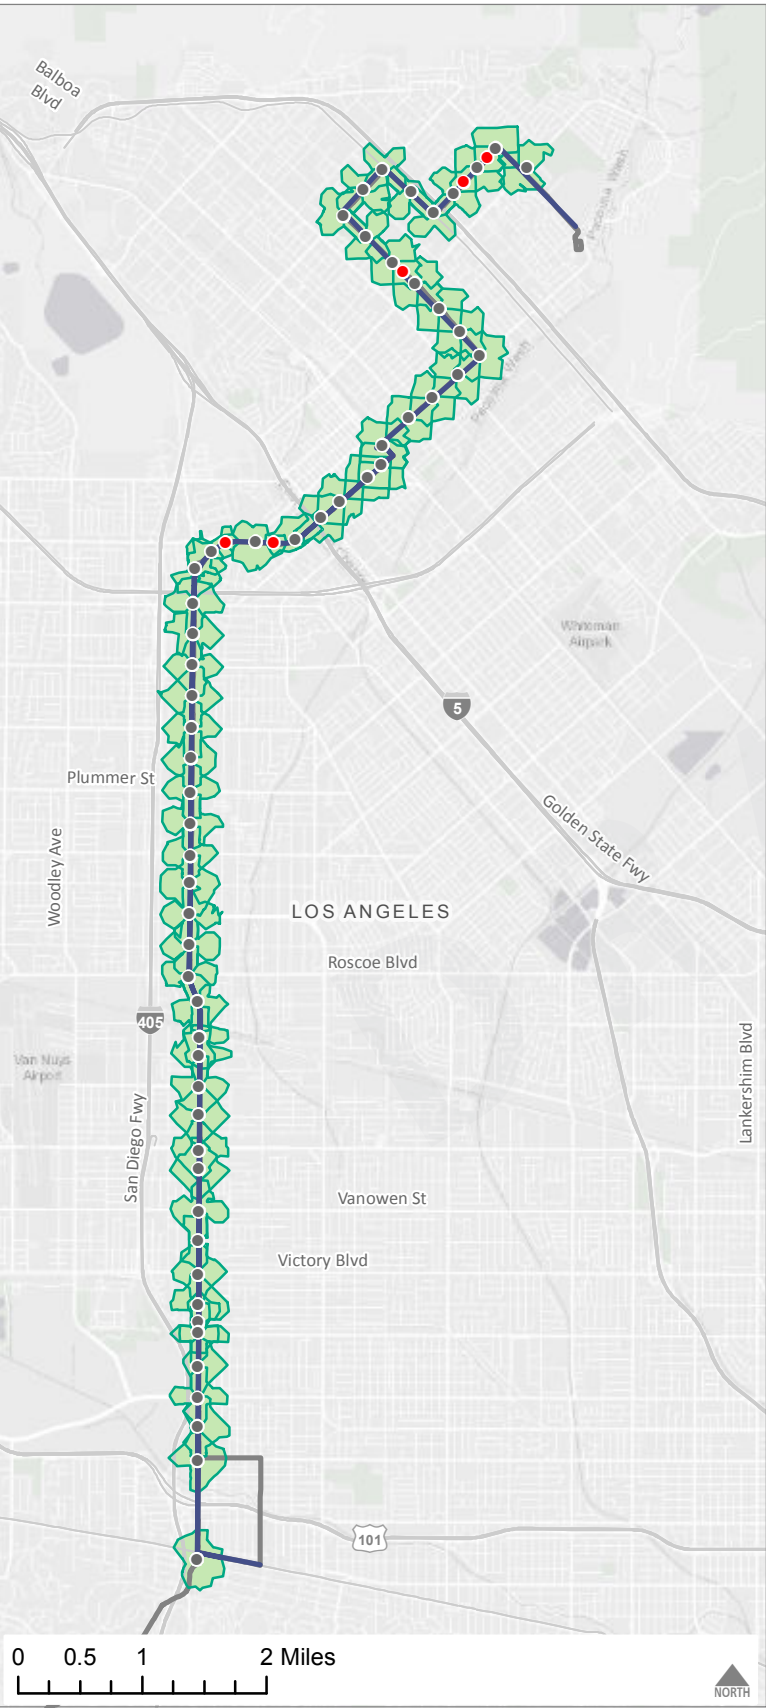 Balboa
Blvd
Pacoima Wash
Pacoima Wash
Whiteman
Airpark
5
Plummer St
Golden State Fwy
Woodley Ave
LOS ANGELES
Roscoe Blvd
405
Van Nuys
Airport
Lankershim Blvd
San Diego Fwy
Vanowen St
Victory Blvd
101
0 0.5 1 2 Miles
NORTH